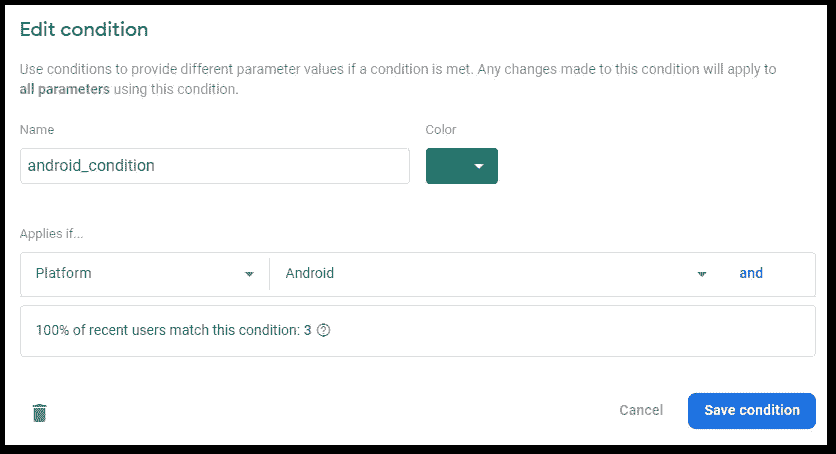 Edit condition
Use conditions to provide different parameter values if a condition is met. Any changes made to this condition will apply to
all parameters using this condition.
Name
Color
android_condition
Applies if...
Platform
Android
and
100% of recent users match this condition: 3 ?
Cancel
Save condition